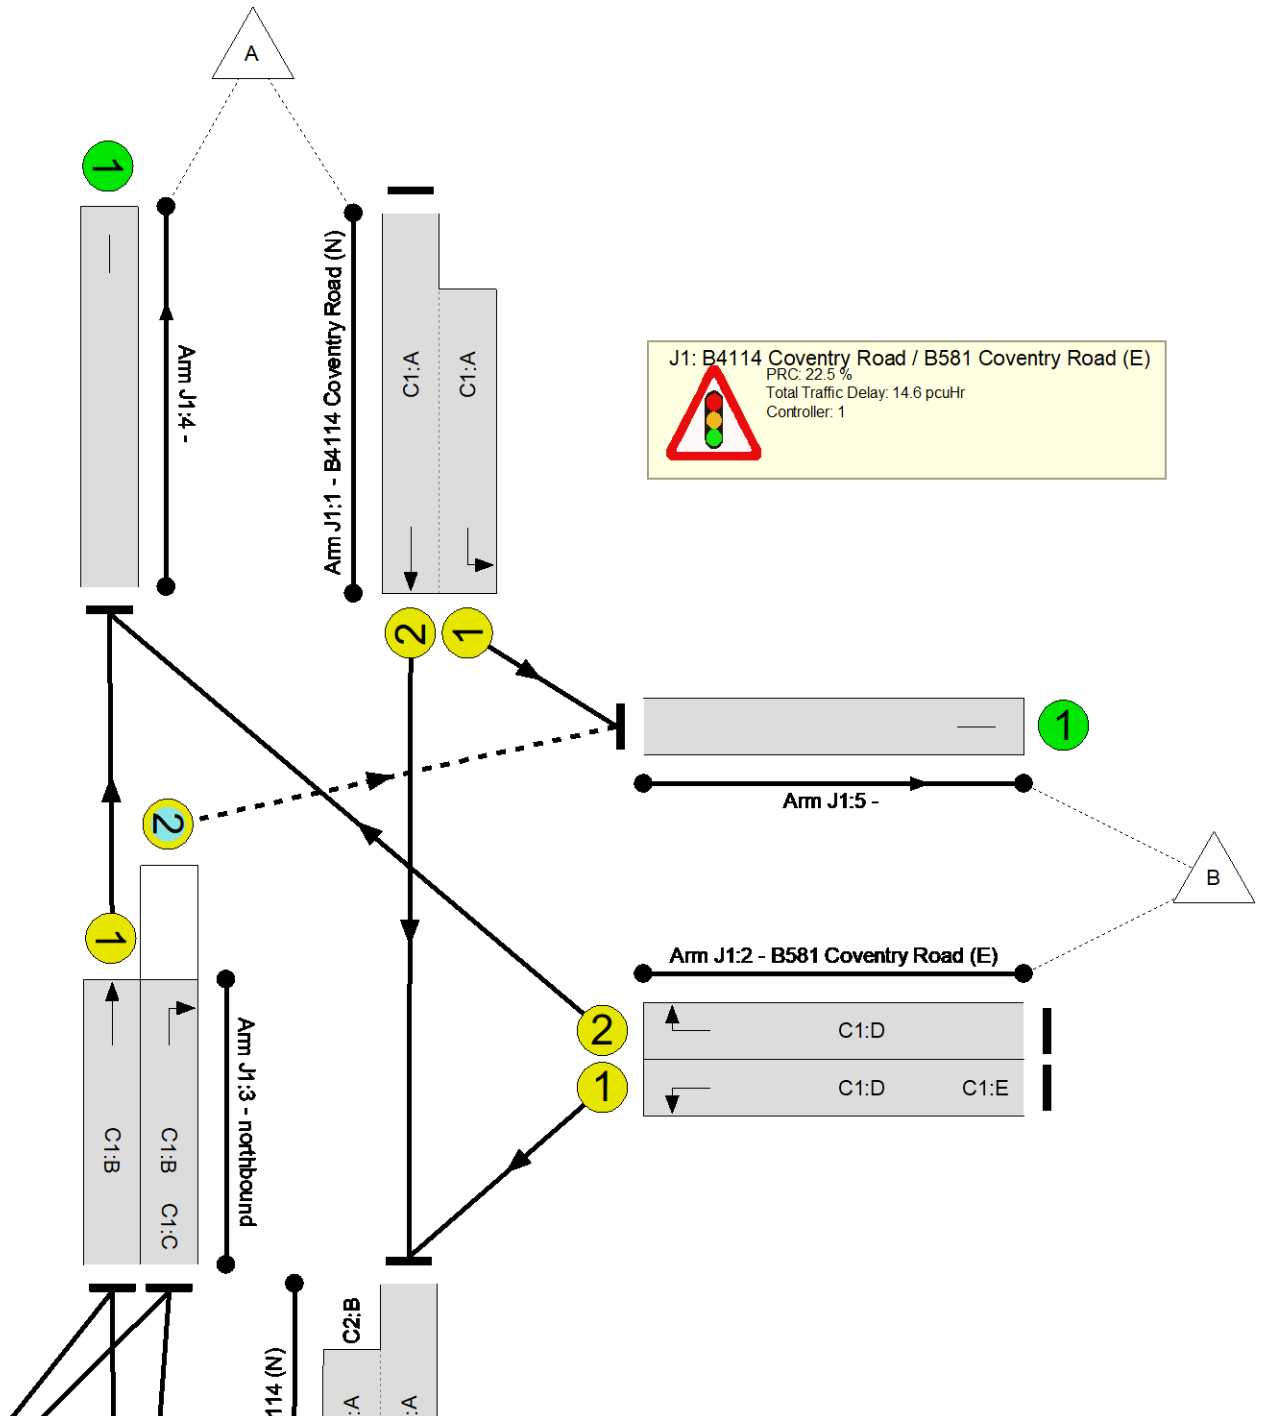 A
1
Arm J1:4 -
Arm J1:1 - B4114 Coventry Road (N)
C1:A
C1:A
J1: B4114 Coventry Road / B581 Coventry Road (E)
PRC: 22.5 %
Total Traffic Delay: 14.6 pcuHr
Controller: 1
2
1
1
Arm J1:5 -
2
B
1
Arm J1:2 - B581 Coventry Road (E)
2
C1:D
1
C1:D C1:E
Arm J1:3 - northbound
C1:B
C1:B C1:C
C2:B
114 (N)
:A
:A